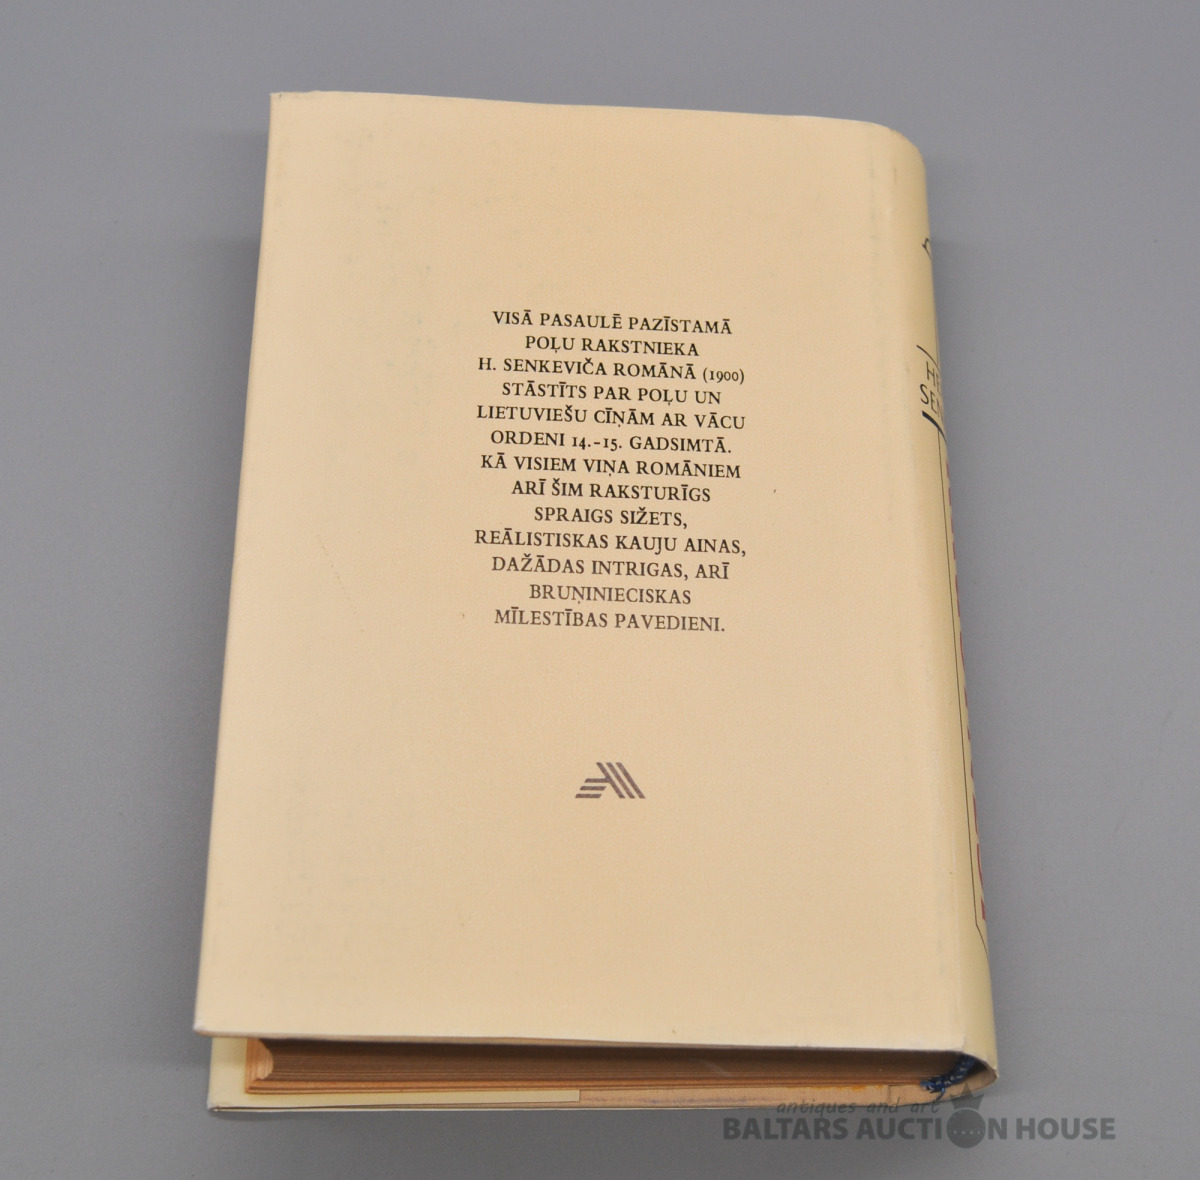 VISĀ PASAULĒ PAZĪSTAMĀ
POĻU RAKSTNIEKA
H. SENKEVIČA ROMĀNĀ (1900)
STĀSTĪTS PAR POĻU UN
LIETUVIEŠU CĪŅĀM AR VĀCU
ORDENI 14.-15. GADSIMTĀ.
KĀ VISIEM VIŅA ROMĀNIEM
ARĪ ŠIM RAKSTURĪGS
SPRAIGS SIŽETS,
REĀLISTISKAS KAUJU AINAS,
DAŽĀDAS INTRIGAS, ARĪ
BRUŅINIECISKAS
MĪLESTĪBAS PAVEDIENI.
antiques and art
BALTARS AUCTION HOUSE